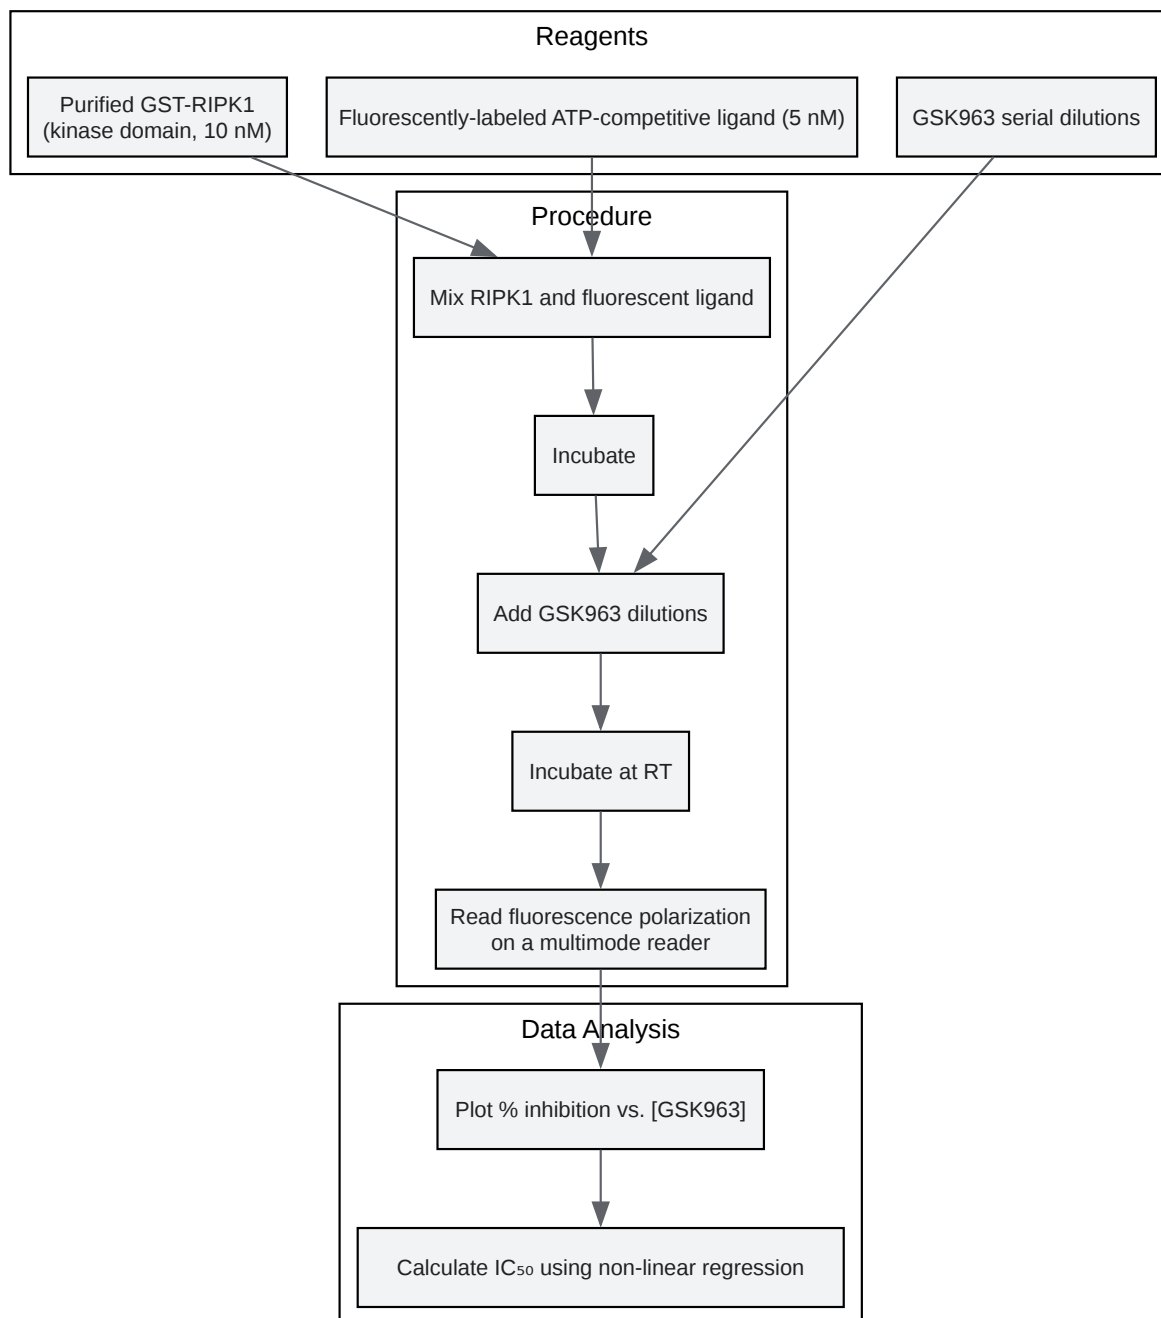 Reagents
Purified GST-RIPK1
(kinase domain, 10 nM)
Fluorescently-labeled ATP-competitive ligand (5 nM)
GSK963 serial dilutions
Procedure
Mix RIPK1 and fluorescent ligand
Incubate
Add GSK963 dilutions
Incubate at RT
Read fluorescence polarization
on a multimode reader
Data Analysis
Plot % inhibition vs. [GSK963]
Calculate IC₅₀ using non-linear regression